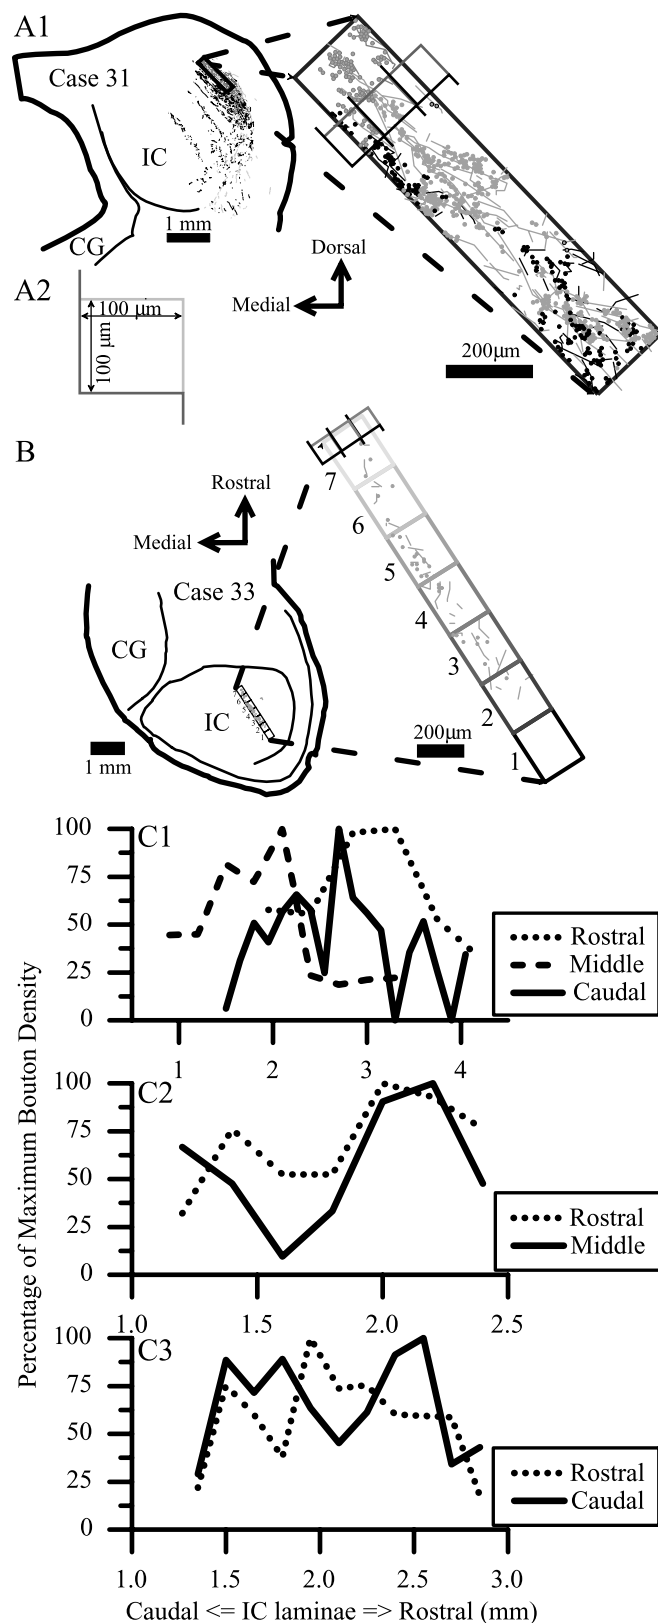 A1
Case 31
IC
1 mm
CG
Dorsal
Medial
200μm
A2
100 μm
100 μm
B
Rostral
Medial
Case 33
CG
IC
1 mm
200μm
7
6
5
4
3
2
1
Percentage of Maximum Bouton Density
C1
100
75
50
25
0
1 2 3 4
Rostral
Middle
Caudal
C2
100
75
50
25
0
1.0 1.5 2.0 2.5
Rostral
Middle
C3
100
75
50
25
0
1.0 1.5 2.0 2.5 3.0
Rostral
Caudal
Caudal <= IC laminae => Rostral (mm)